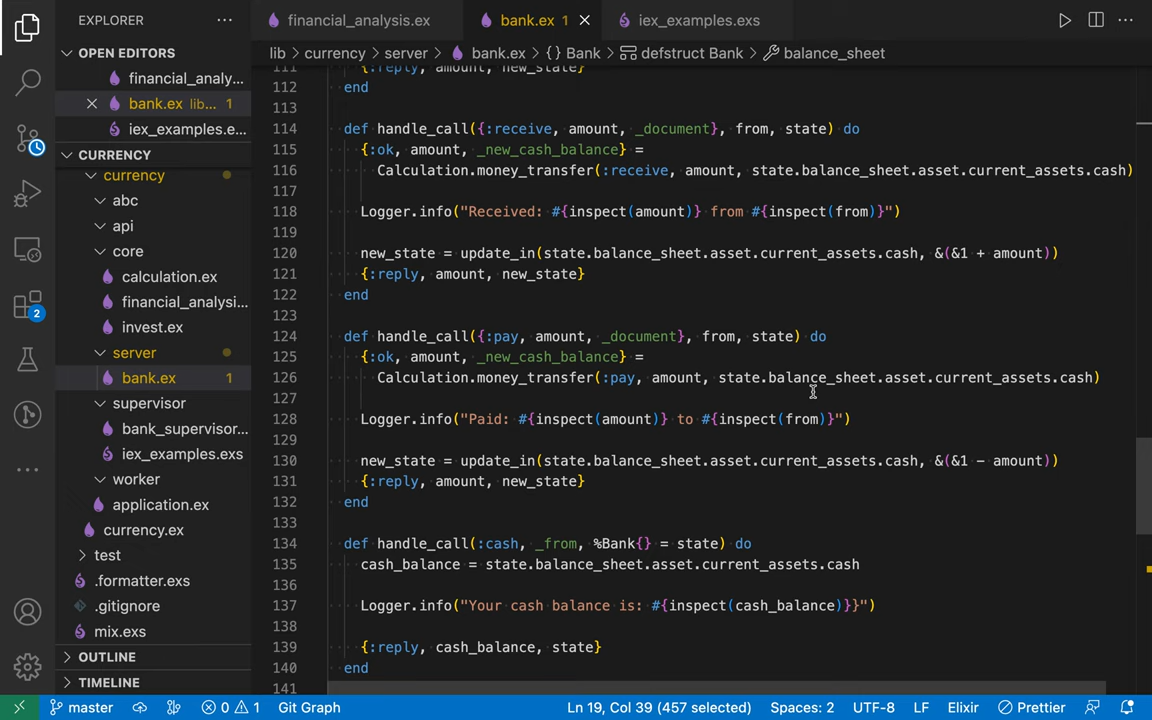 EXPLORER
OPEN EDITORS
financial_analy...
bank.ex lib... 1
iex_examples.e...
CURRENCY
currency
abc
api
core
calculation.ex
financial_analysi...
invest.ex
server
bank.ex 1
supervisor
bank_supervisor...
iex_examples.exs
worker
application.ex
currency.ex
test
.formatter.exs
.gitignore
mix.exs
OUTLINE
TIMELINE
2
financial_analysis.ex bank.ex 1 iex_examples.exs
lib > currency > server > bank.ex > {} Bank > defstruct Bank > balance_sheet
111 {:reply, amount, new_state}
112 end
113
114 def handle_call({:receive, amount, _document}, from, state) do
115 {:ok, amount, _new_cash_balance} =
116 Calculation.money_transfer(:receive, amount, state.balance_sheet.asset.current_assets.cash)
117
118 Logger.info("Received: #{inspect(amount)} from #{inspect(from)}")
119
120 new_state = update_in(state.balance_sheet.asset.current_assets.cash, &(&1 + amount))
121 {:reply, amount, new_state}
122 end
123
124 def handle_call({:pay, amount, _document}, from, state) do
125 {:ok, amount, _new_cash_balance} =
126 Calculation.money_transfer(:pay, amount, state.balance_sheet.asset.current_assets.cash)
127
128 Logger.info("Paid: #{inspect(amount)} to #{inspect(from)}")
129
130 new_state = update_in(state.balance_sheet.asset.current_assets.cash, &(&1 - amount))
131 {:reply, amount, new_state}
132 end
133
134 def handle_call(:cash, _from, %Bank{} = state) do
135 cash_balance = state.balance_sheet.asset.current_assets.cash
136
137 Logger.info("Your cash balance is: #{inspect(cash_balance)}}")
138
139 {:reply, cash_balance, state}
140 end
141
master 0 1 Git Graph Ln 19, Col 39 (457 selected) Spaces: 2 UTF-8 LF Elixir Prettier